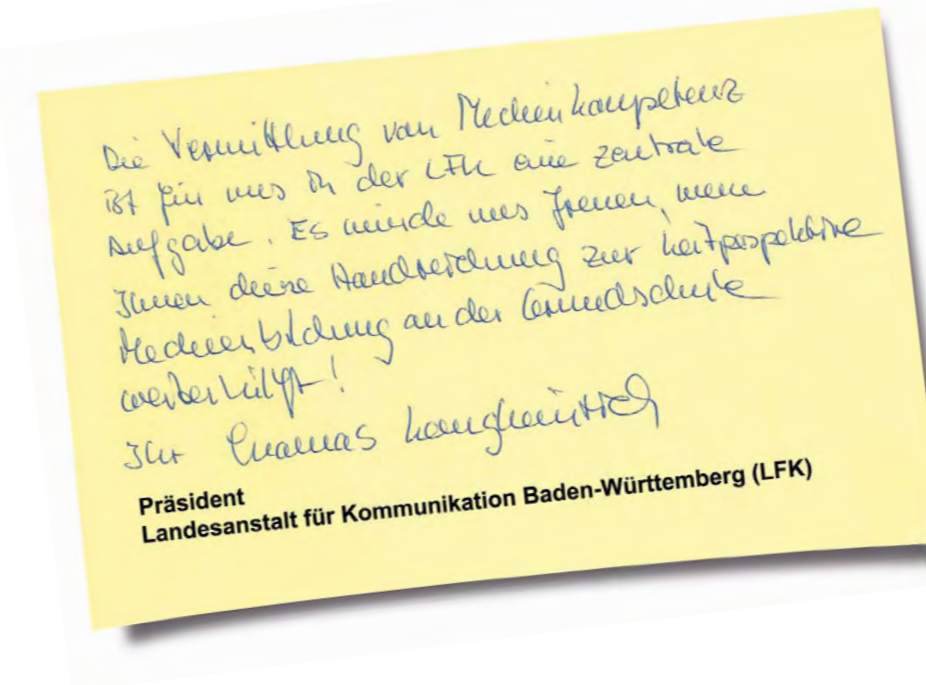 Die Vermittlung von Medienkompetenz
ist für uns in der LFK eine zentrale
Aufgabe. Es würde uns freuen, wenn
Ihnen diese Handreichung zur Leitperspektive
Medienbildung an der Grundschule
weiterhilft!
Ihr Thomas Langheinrich
Präsident
Landesanstalt für Kommunikation Baden-Württemberg (LFK)